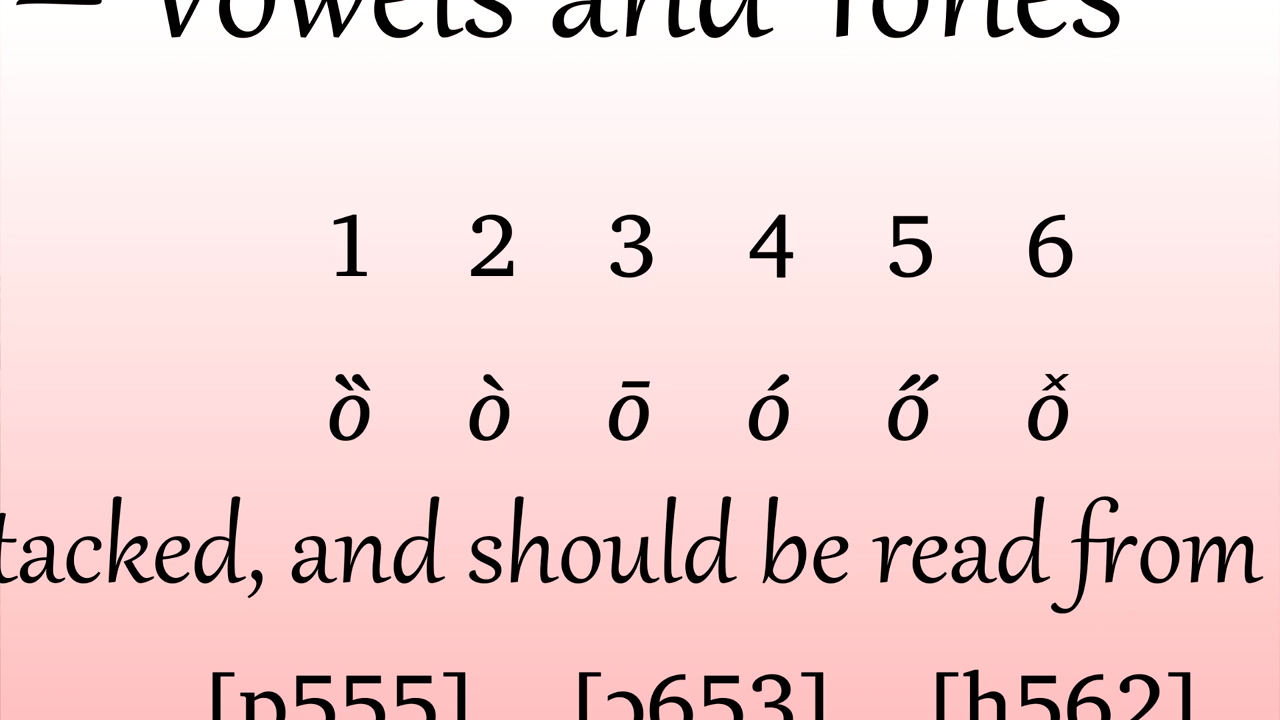 – Vowels and Tones
1 2 3 4 5 6
ȍ ò ō ó ő o̽
tacked, and should be read from
[p555] [ɔ653] [h562]